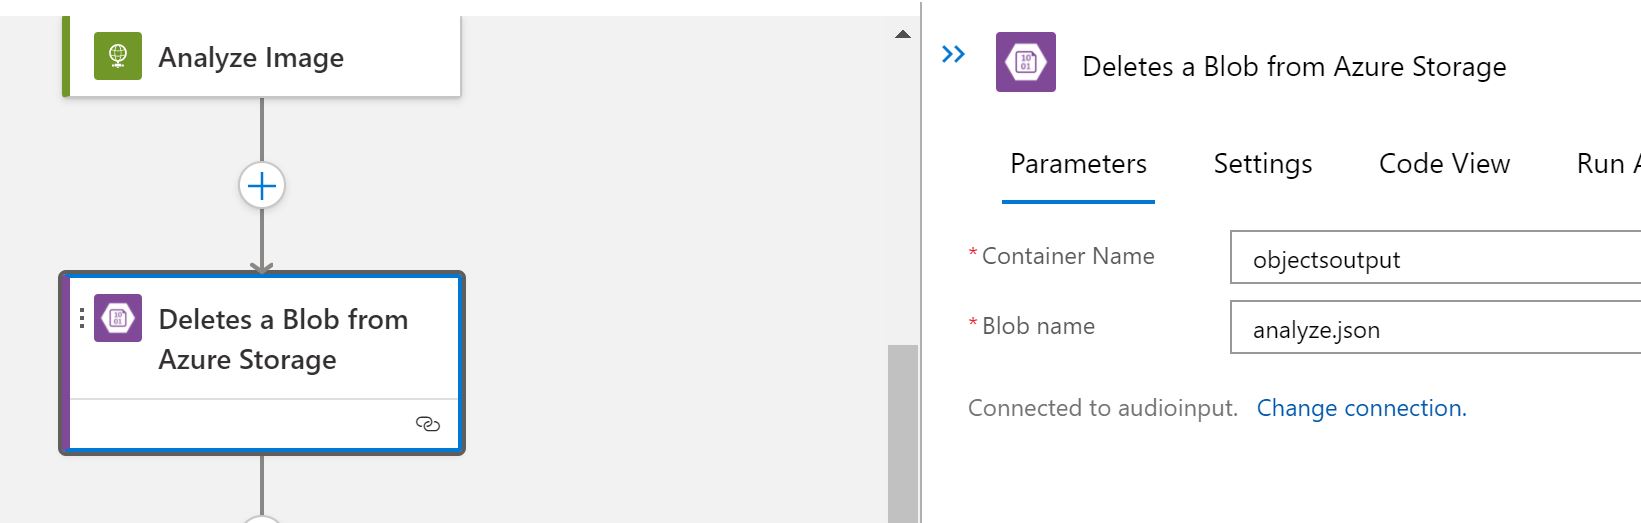 Analyze Image
Deletes a Blob from
Azure Storage
Deletes a Blob from Azure Storage
Parameters Settings Code View Run
* Container Name objectsoutput
* Blob name analyze.json
Connected to audioinput. Change connection.